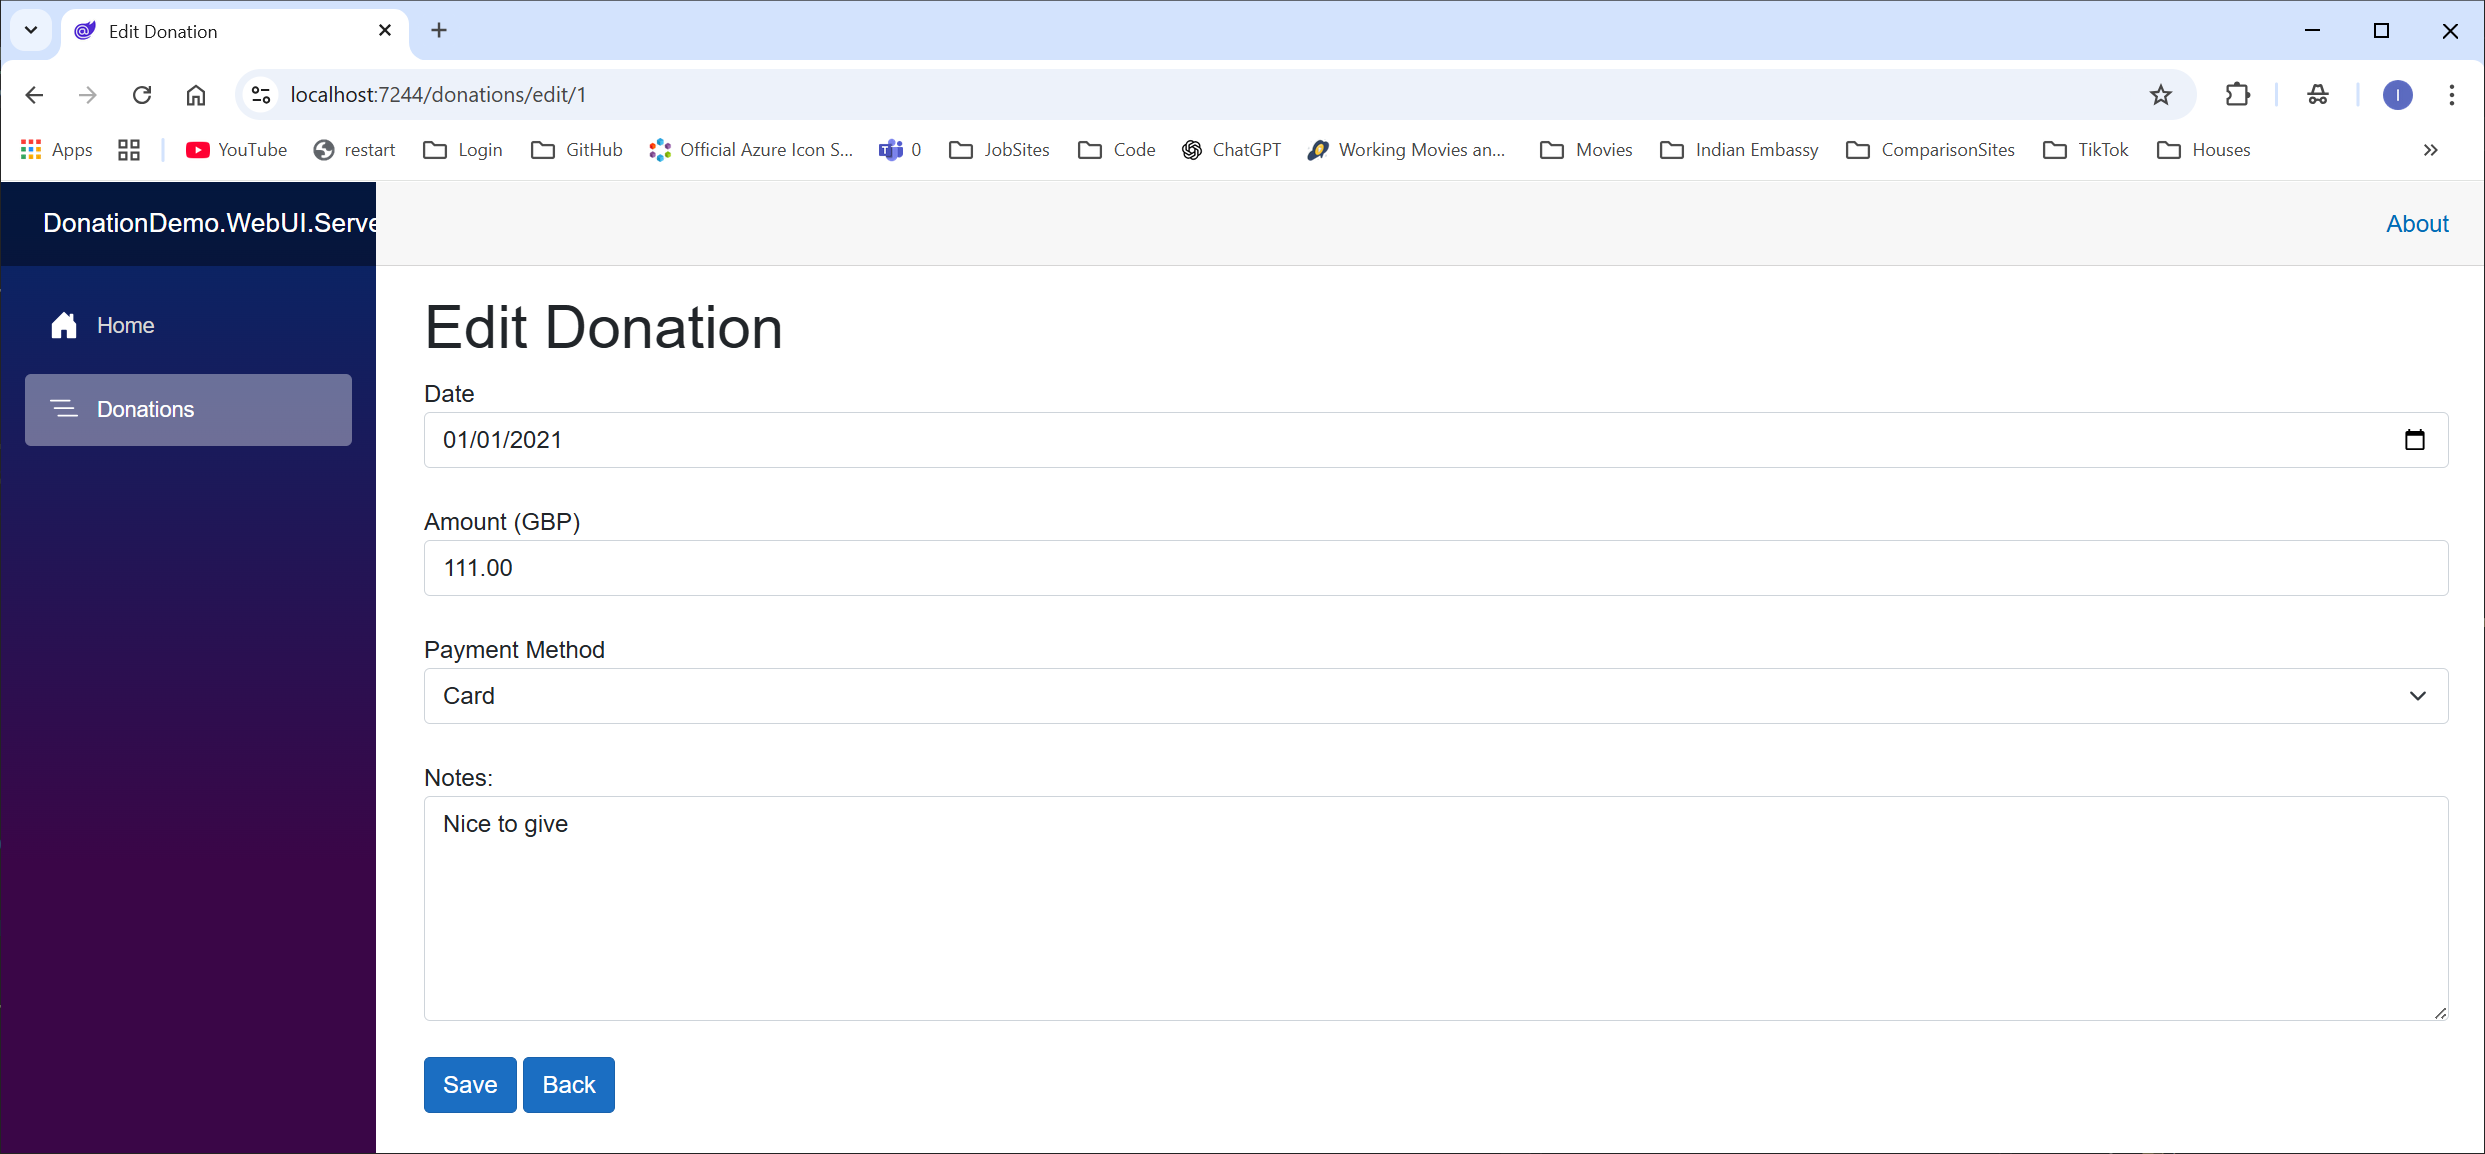 Edit Donation
localhost:7244/donations/edit/1
I
Apps YouTube restart Login GitHub Official Azure Icon S... 0 JobSites Code ChatGPT Working Movies an... Movies Indian Embassy ComparisonSites TikTok Houses
DonationDemo.WebUI.Serve
About
Home
Donations
Edit Donation
Date
01/01/2021
Amount (GBP)
111.00
Payment Method
Card
Notes:
Nice to give
Save Back